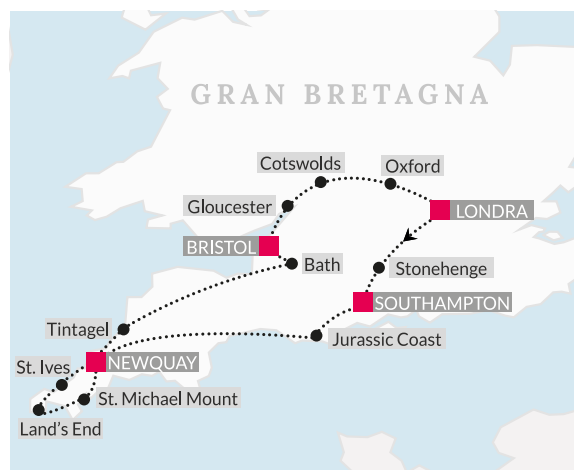 GRAN BRETAGNA
Cotswolds
Oxford
Gloucester
LONDRA
BRISTOL
Bath
Stonehenge
SOUTHAMPTON
Tintagel
Jurassic Coast
NEWQUAY
St. Ives
St. Michael Mount
Land's End